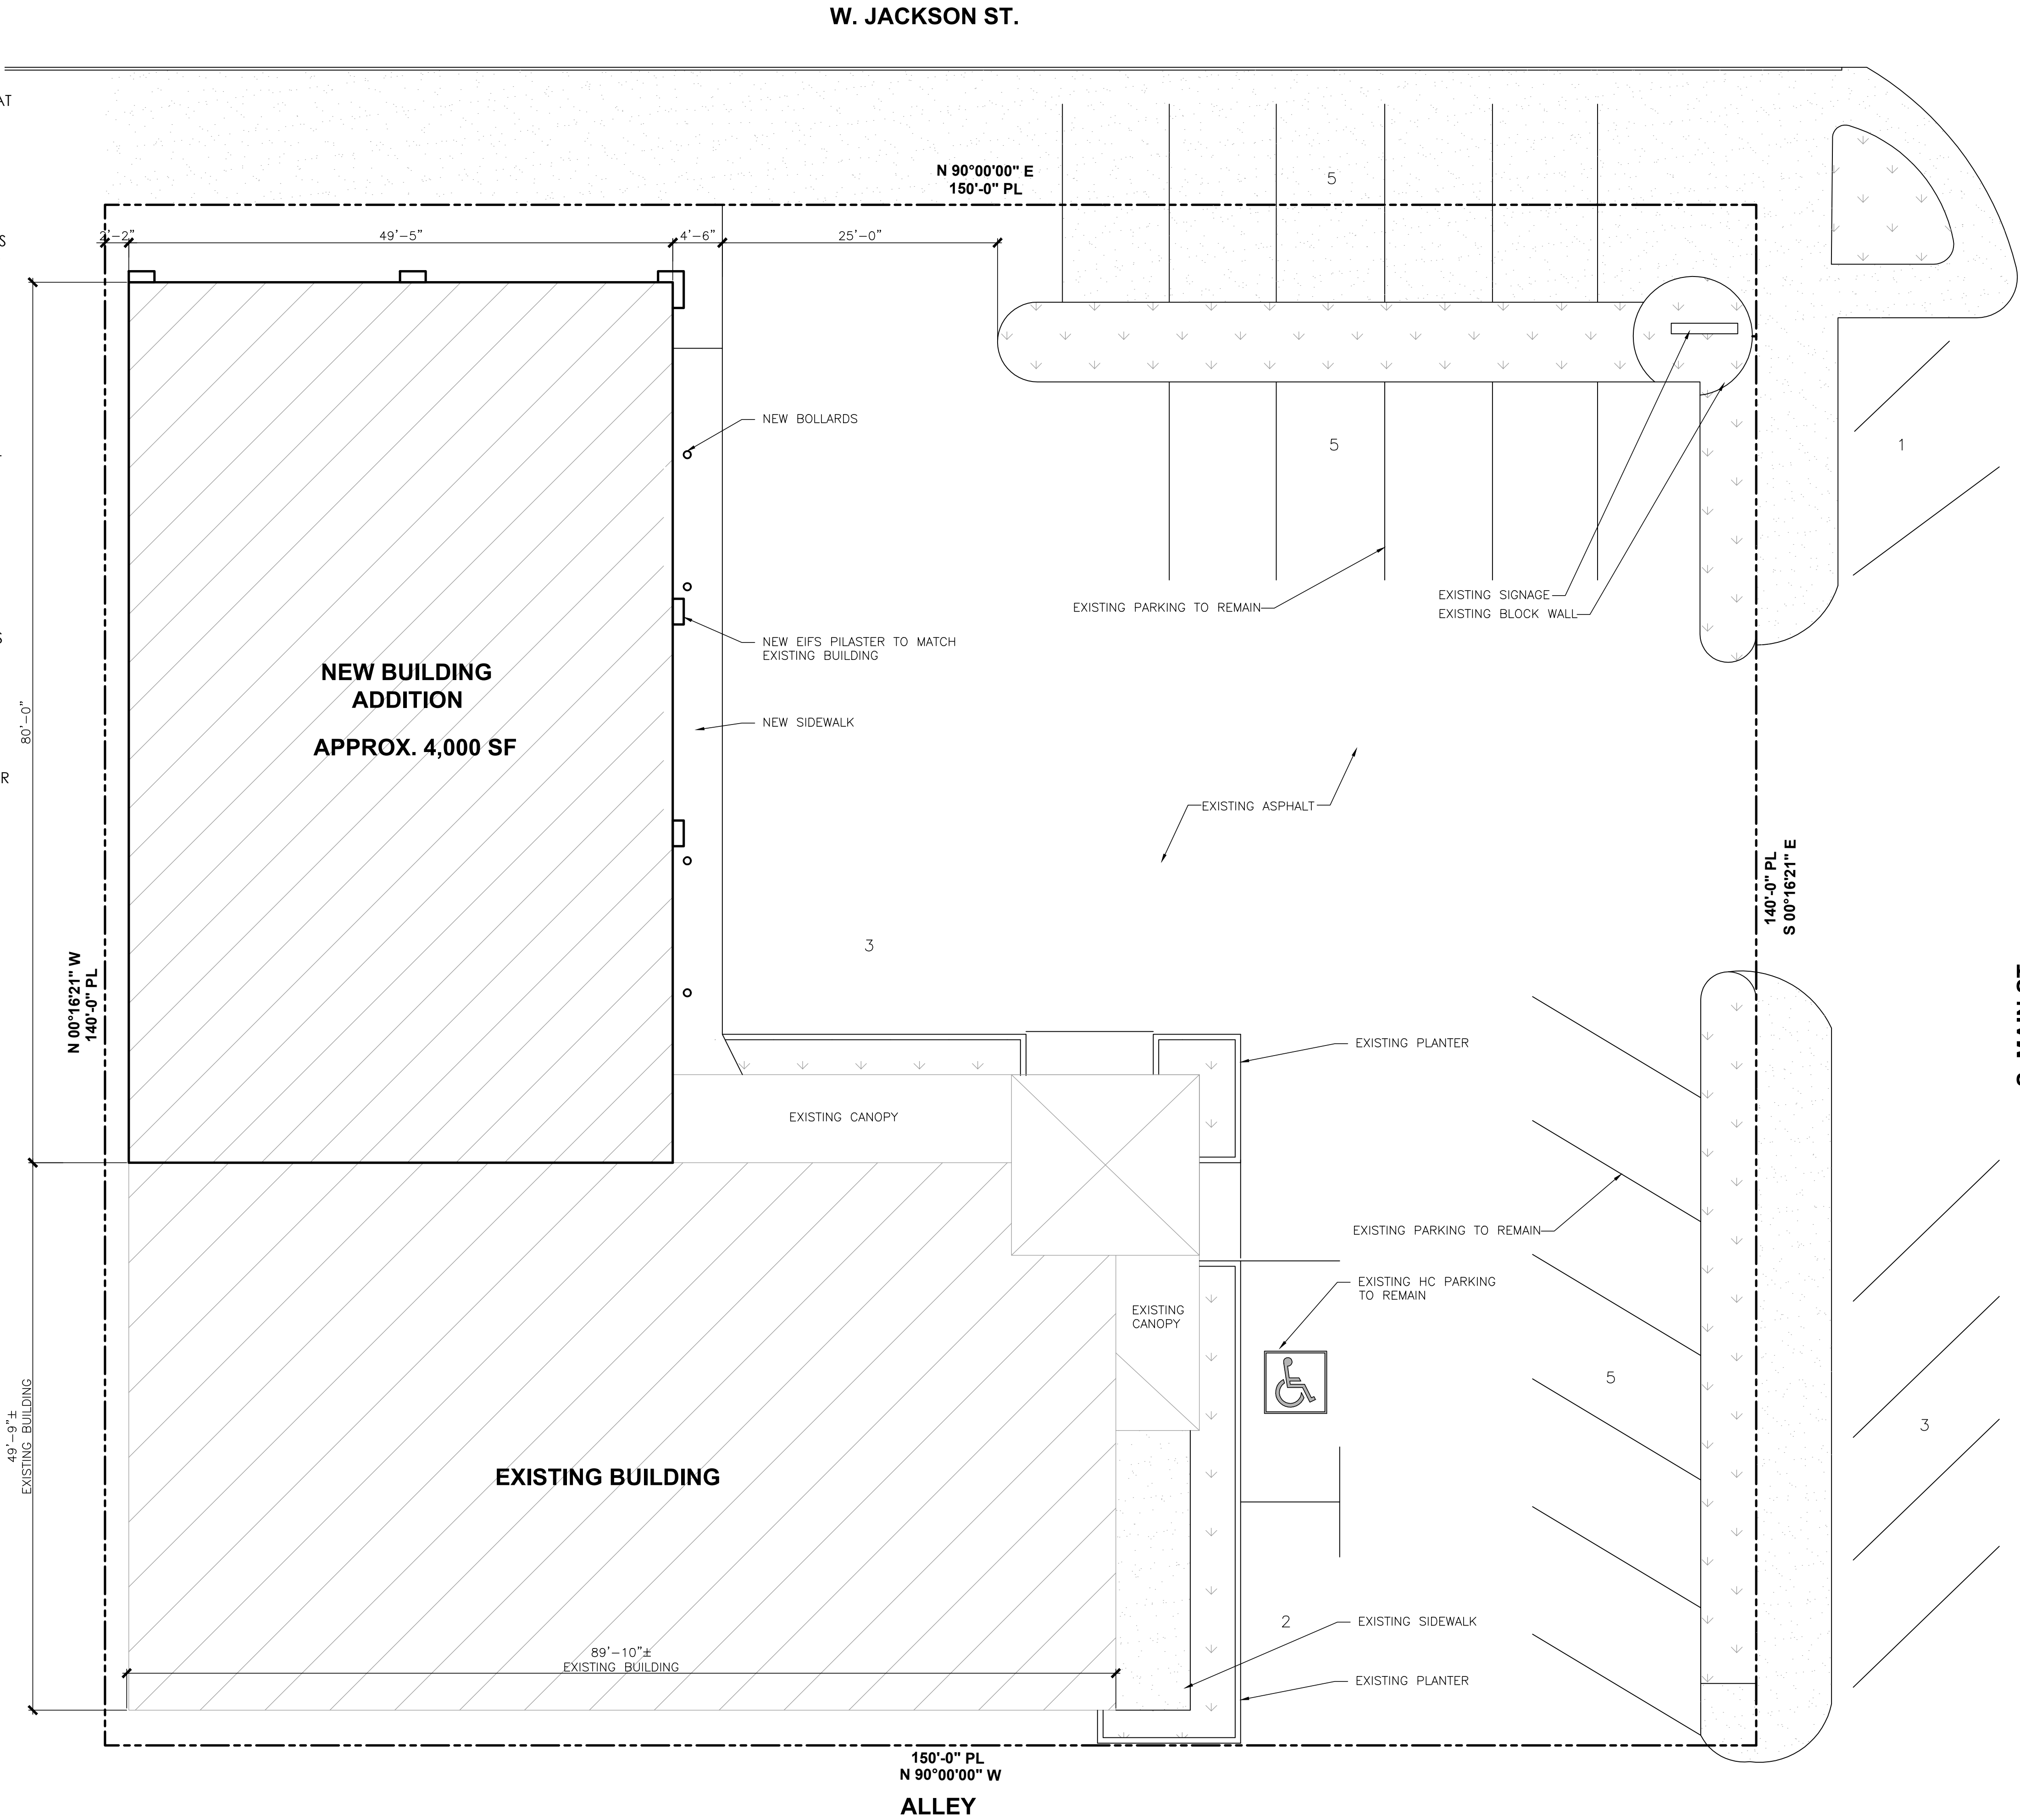 W. JACKSON ST.
AT
N 90°00'00" E
150'-0" PL
5
S
2'-2"
49'-5"
4'-6"
25'-0"
NEW BOLLARDS
5
1
EXISTING SIGNAGE
EXISTING PARKING TO REMAIN
EXISTING BLOCK WALL
S
NEW EIFS PILASTER TO MATCH
EXISTING BUILDING
NEW BUILDING
ADDITION
APPROX. 4,000 SF
80'-0"
NEW SIDEWALK
R
EXISTING ASPHALT
140'-0" PL
S 00°16'21" E
3
N 00°16'21" W
140'-0" PL
EXISTING PLANTER
EXISTING CANOPY
EXISTING PARKING TO REMAIN
EXISTING HC PARKING
TO REMAIN
EXISTING
CANOPY
5
3
49'-9"±
EXISTING BUILDING
EXISTING BUILDING
2
EXISTING SIDEWALK
89'-10"±
EXISTING BUILDING
EXISTING PLANTER
150'-0" PL
N 90°00'00" W
ALLEY